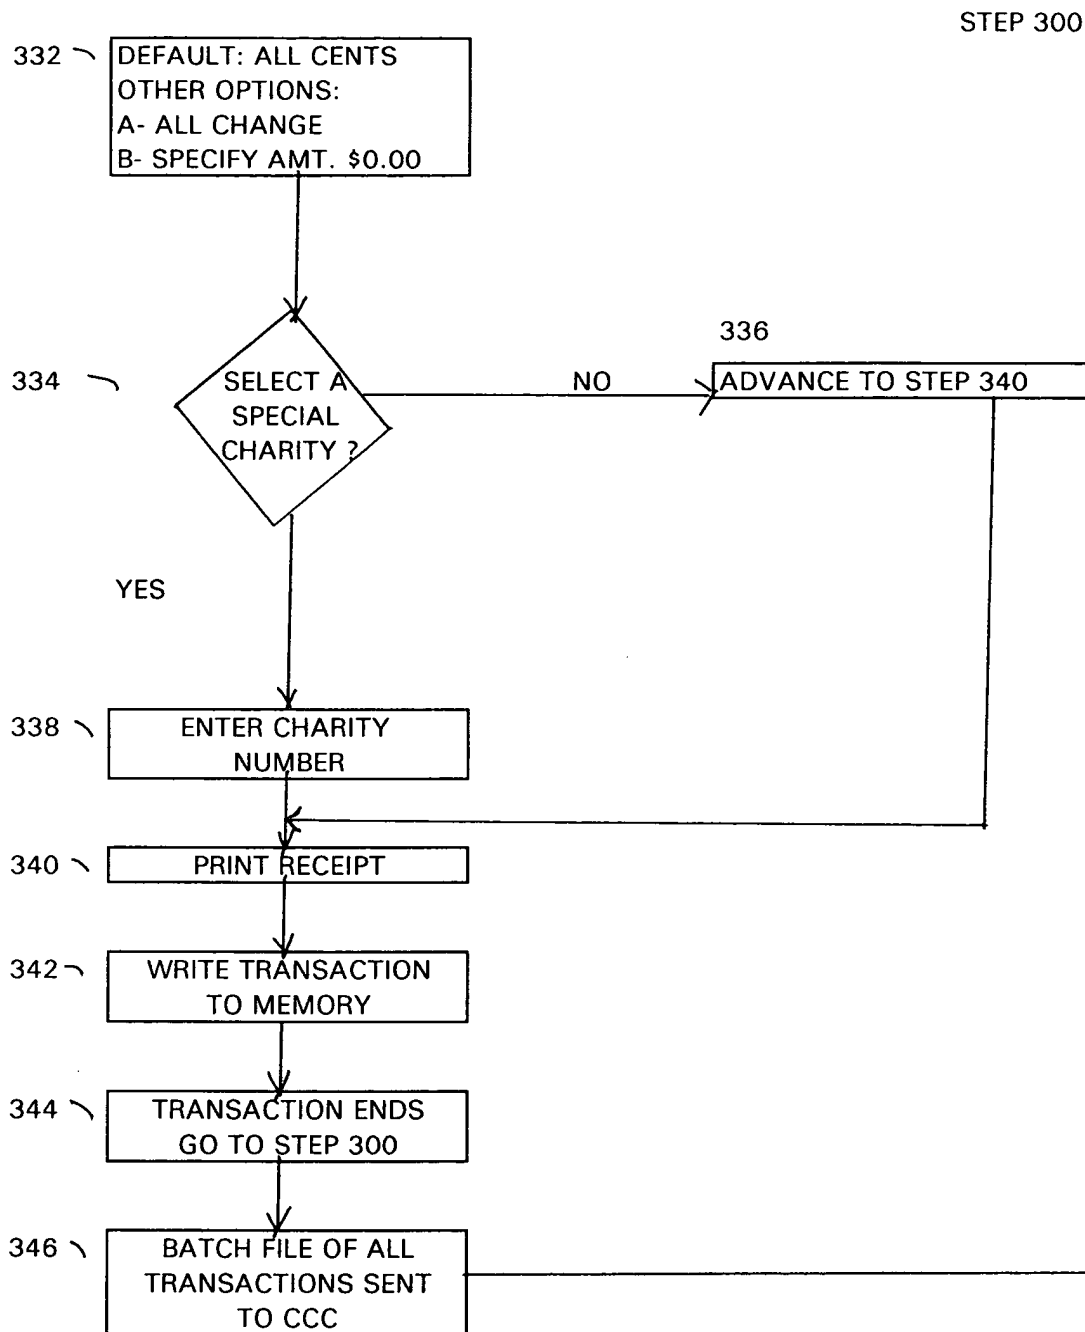 STEP 300
332
DEFAULT: ALL CENTS
OTHER OPTIONS:
A- ALL CHANGE
B- SPECIFY AMT. $0.00
334
SELECT A
SPECIAL
CHARITY ?
NO
336
ADVANCE TO STEP 340
YES
338
ENTER CHARITY
NUMBER
340
PRINT RECEIPT
342
WRITE TRANSACTION
TO MEMORY
344
TRANSACTION ENDS
GO TO STEP 300
346
BATCH FILE OF ALL
TRANSACTIONS SENT
TO CCC